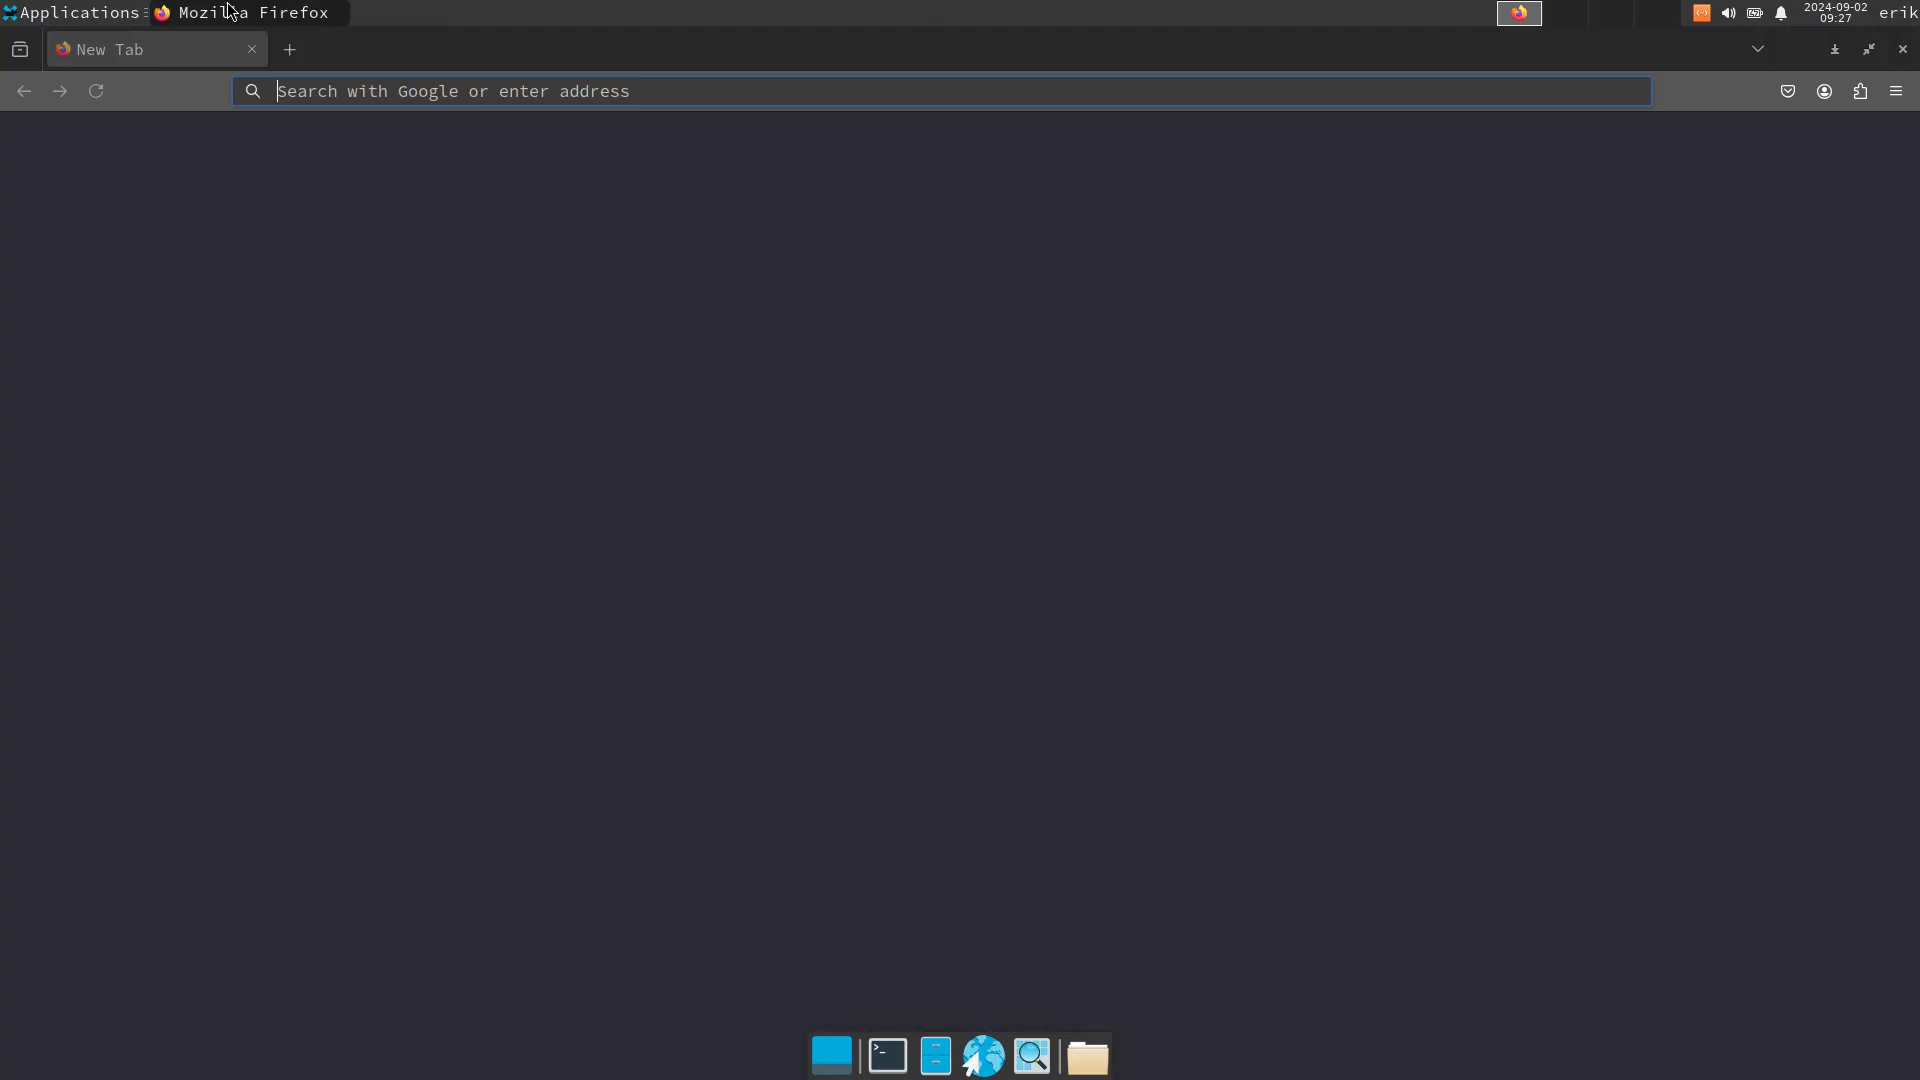 Applications
Mozilla Firefox
2024-09-02
09:27
erik
New Tab
Search with Google or enter address